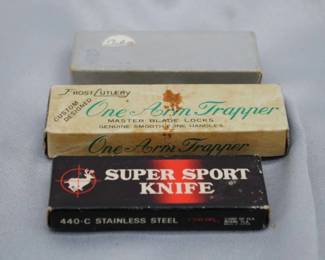 Frost Cutlery
CUSTOM DESIGNED
One Arm Trapper
MASTER BLADE LOCKS
GENUINE SMOOTH BONE HANDLES
One Arm Trapper
SUPER SPORT
KNIFE
440-C STAINLESS STEEL